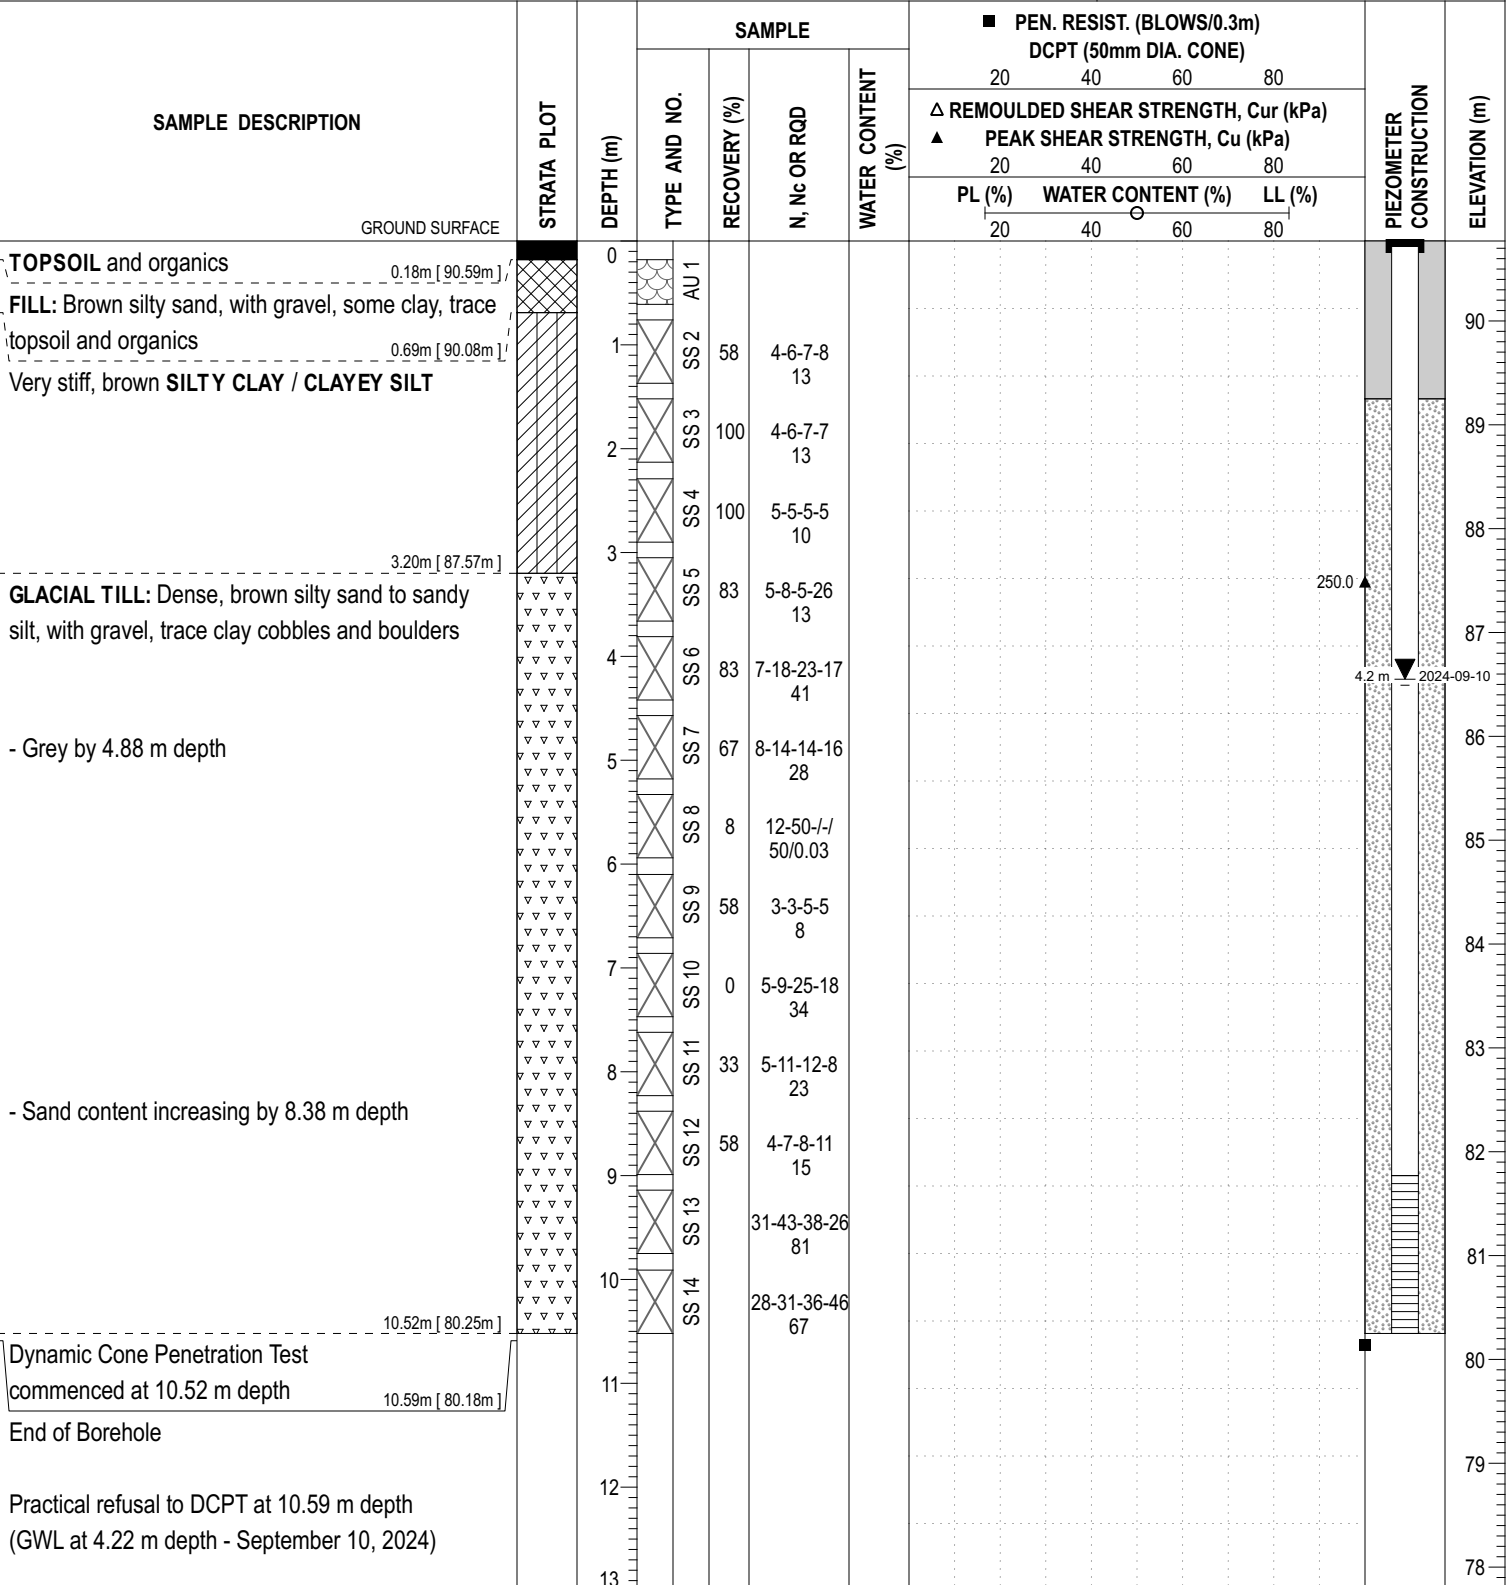 SAMPLE DESCRIPTION
GROUND SURFACE
STRATA PLOT
DEPTH (m)
SAMPLE
TYPE AND NO.
RECOVERY (%)
N, Nc OR RQD
WATER CONTENT
(%)
■ PEN. RESIST. (BLOWS/0.3m)
DCPT (50mm DIA. CONE)
20 40 60 80
△ REMOULDED SHEAR STRENGTH, Cur (kPa)
▲ PEAK SHEAR STRENGTH, Cu (kPa)
20 40 60 80
PL (%) WATER CONTENT (%) LL (%)
20 40 60 80
PIEZOMETER
CONSTRUCTION
ELEVATION (m)
TOPSOIL and organics
0.18m [ 90.59m ]
FILL: Brown silty sand, with gravel, some clay, trace
topsoil and organics
0.69m [ 90.08m ]
Very stiff, brown SILTY CLAY / CLAYEY SILT
3.20m [ 87.57m ]
GLACIAL TILL: Dense, brown silty sand to sandy
silt, with gravel, trace clay cobbles and boulders
- Grey by 4.88 m depth
- Sand content increasing by 8.38 m depth
10.52m [ 80.25m ]
Dynamic Cone Penetration Test
commenced at 10.52 m depth
10.59m [ 80.18m ]
End of Borehole
Practical refusal to DCPT at 10.59 m depth
(GWL at 4.22 m depth - September 10, 2024)
0
1
2
3
4
5
6
7
8
9
10
11
12
13
AU 1
SS 2 58 4-6-7-8
13
SS 3 100 4-6-7-7
13
SS 4 100 5-5-5-5
10
SS 5 83 5-8-5-26
13
SS 6 83 7-18-23-17
41
SS 7 67 8-14-14-16
28
SS 8 8 12-50-/-/
50/0.03
SS 9 58 3-3-5-5
8
SS 10 0 5-9-25-18
34
SS 11 33 5-11-12-8
23
SS 12 58 4-7-8-11
15
SS 13 31-43-38-26
81
SS 14 28-31-36-46
67
250.0
4.2 m 2024-09-10
90
89
88
87
86
85
84
83
82
81
80
79
78